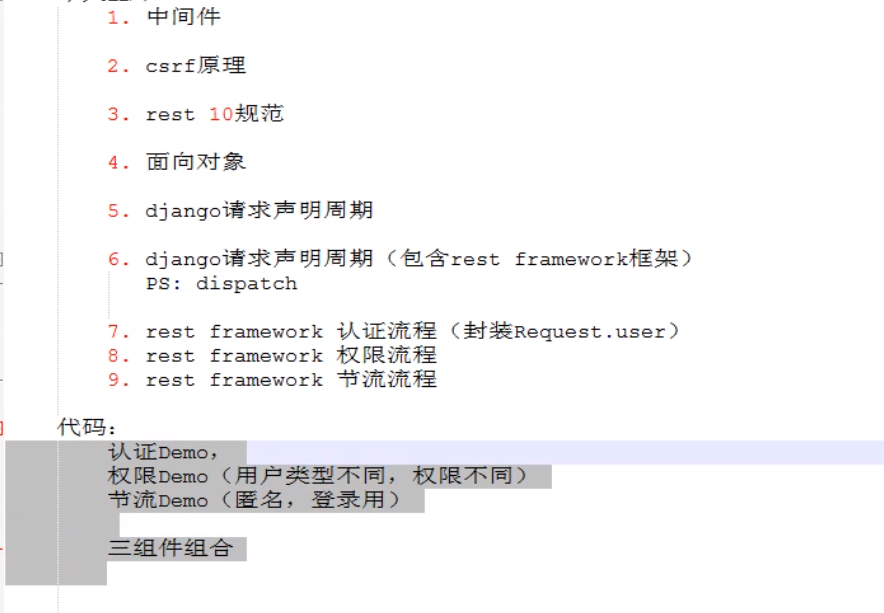 1. 中间件
2. csrf原理
3. rest 10规范
4. 面向对象
5. django请求声明周期
6. django请求声明周期（包含rest framework框架）
PS: dispatch
7. rest framework 认证流程（封装Request.user）
8. rest framework 权限流程
9. rest framework 节流流程
代码：
认证Demo，
权限Demo（用户类型不同，权限不同）
节流Demo（匿名，登录用）
三组件组合